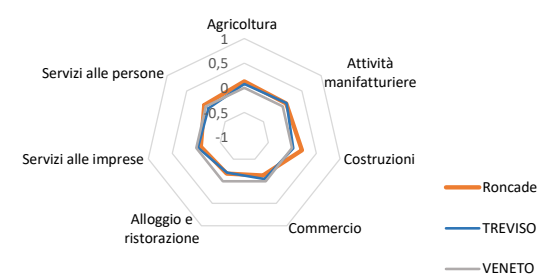 Agricoltura
1
0,5
0
0,5
-1
Attività
manifatturiere
Costruzioni
Commercio
Alloggio e
ristorazione
Servizi alle imprese
Servizi alle persone
Roncade
TREVISO
VENETO